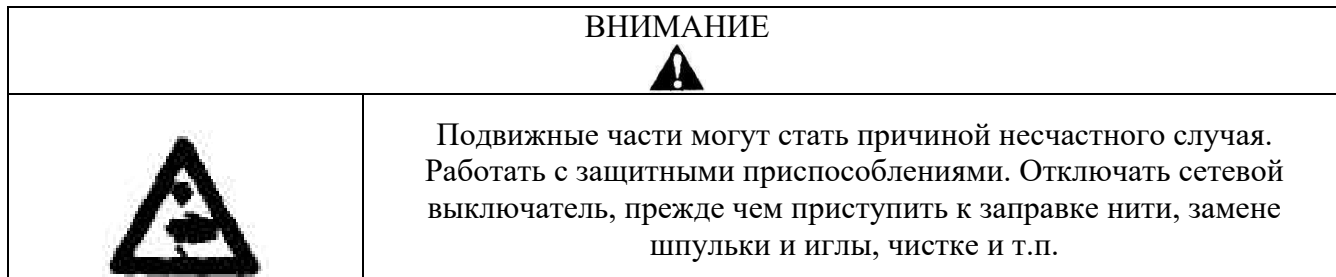 ВНИМАНИЕ
Подвижные части могут стать причиной несчастного случая.
Работать с защитными приспособлениями. Отключать сетевой
выключатель, прежде чем приступить к заправке нити, замене
шпульки и иглы, чистке и т.п.